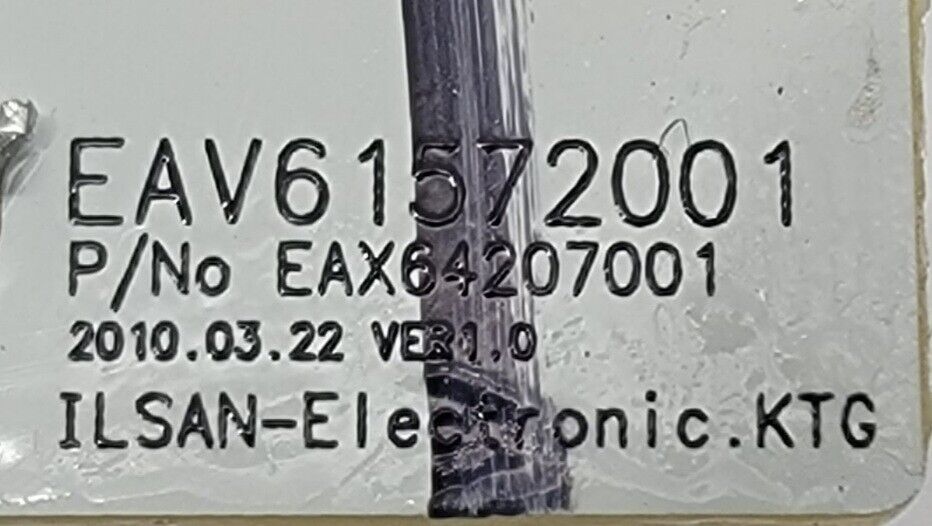 EAV61572001
P/No EAX64207001
2010.03.22 VER1.0
ILSAN-Electronic.KTG